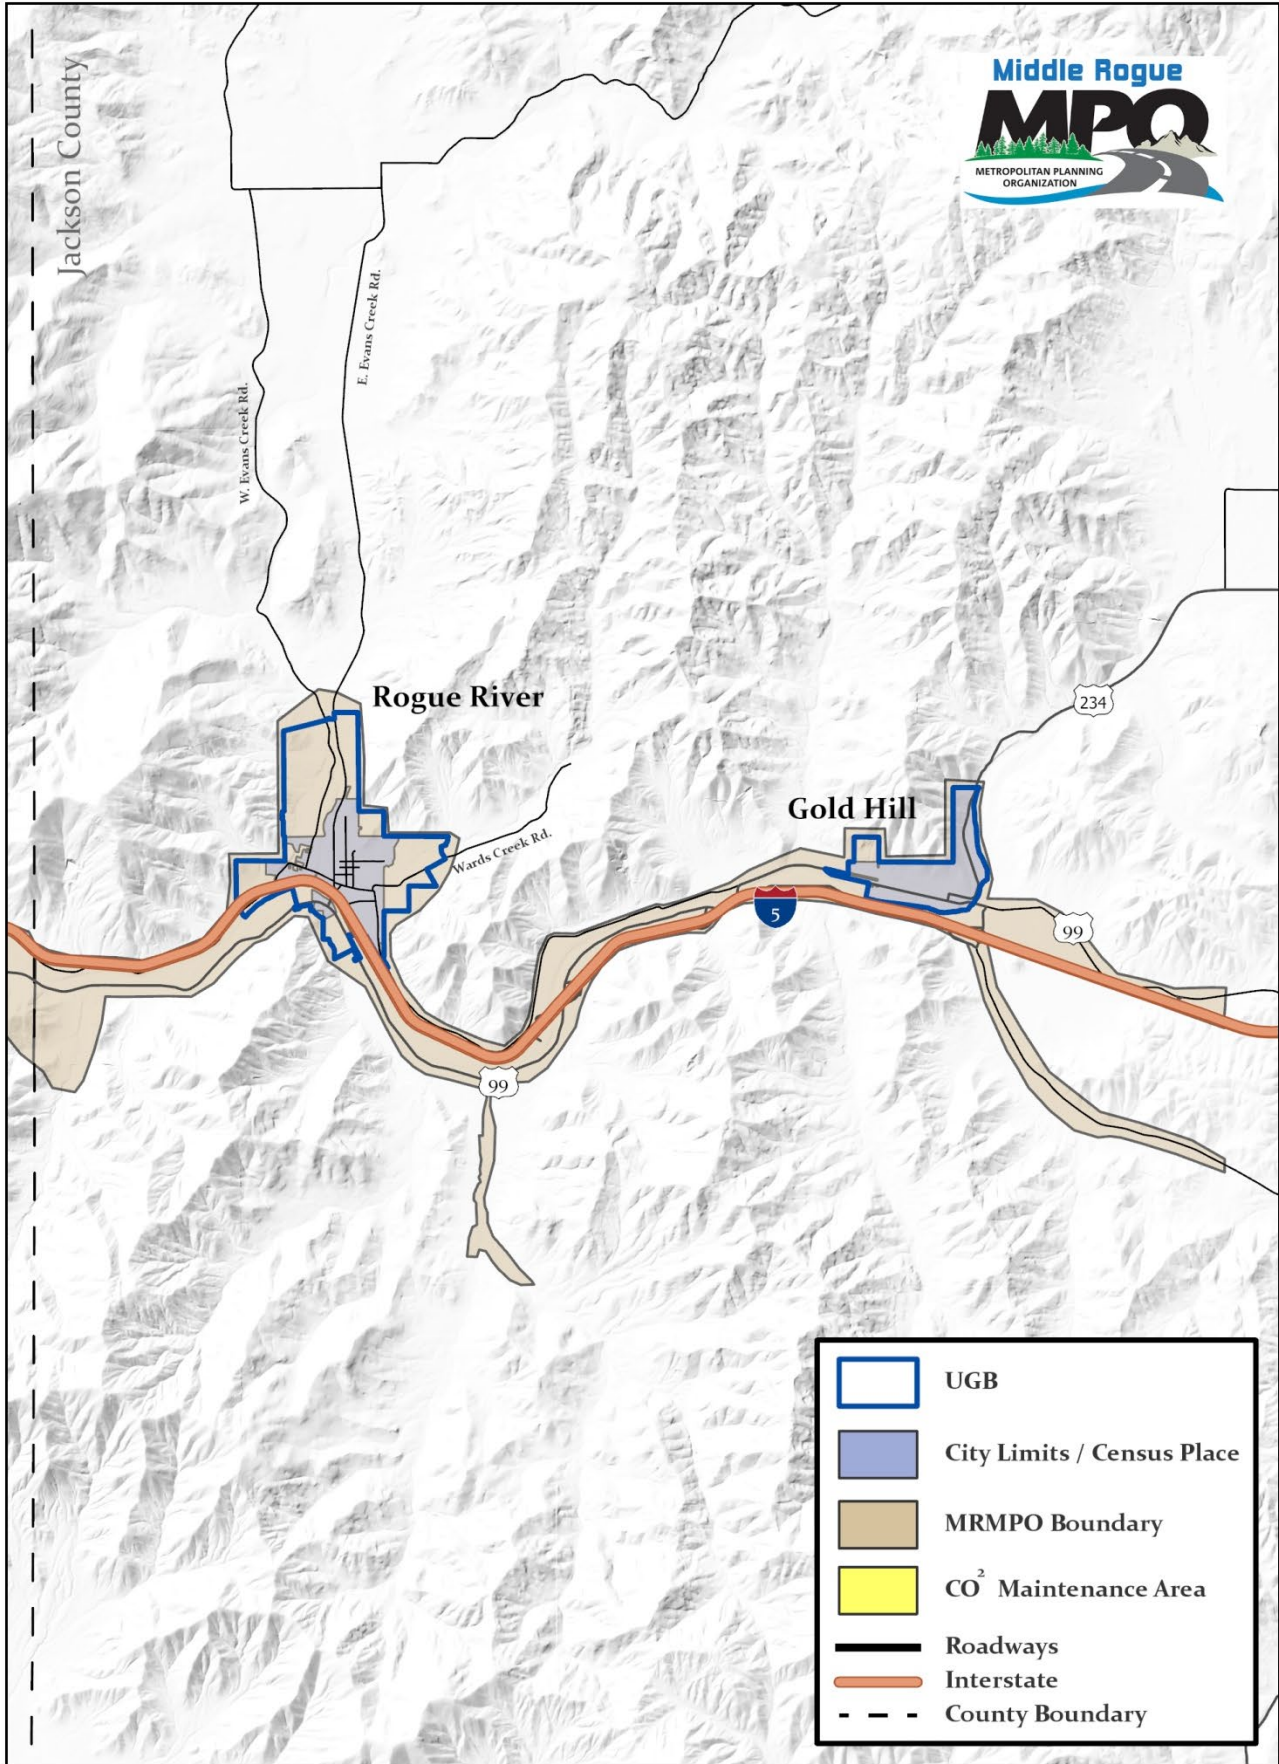 Jackson County
Middle Rogue
MPO
METROPOLITAN PLANNING
ORGANIZATION
W. Evans Creek Rd.
E. Evans Creek Rd.
Rogue River
234
Gold Hill
Wards Creek Rd.
5
99
99
UGB
City Limits / Census Place
MRMPO Boundary
CO² Maintenance Area
Roadways
Interstate
County Boundary